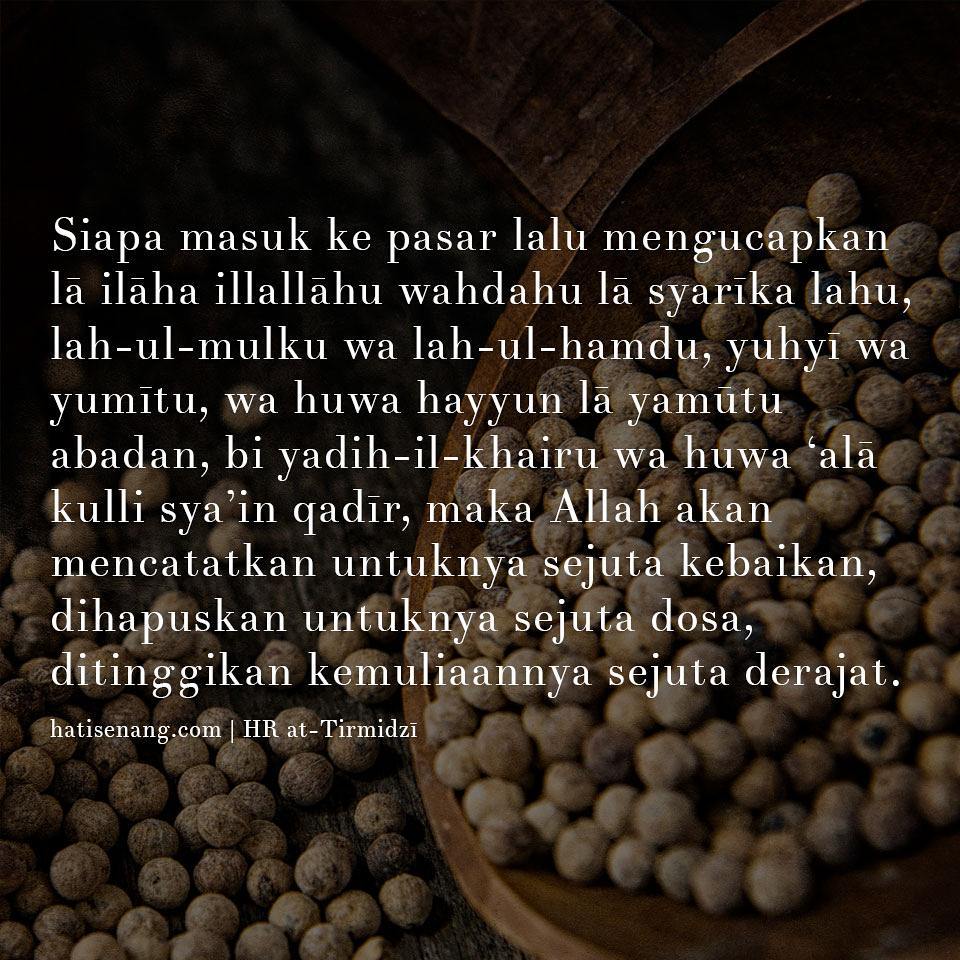 Siapa masuk ke pasar lalu mengucapkan
lā ilāha illallāhu wahdahu lā syarīka lahu,
lah-ul-mulku wa lah-ul-hamdu, yuhyī wa
yumītu, wa huwa hayyun lā yamūtu
abadan, bi yadih-il-khairu wa huwa ‘alā
kulli sya’in qadīr, maka Allah akan
mencatatkan untuknya sejuta kebaikan,
dihapuskan untuknya sejuta dosa,
ditinggikan kemuliaannya sejuta derajat.
hatisenang.com | HR at-Tirmidzī